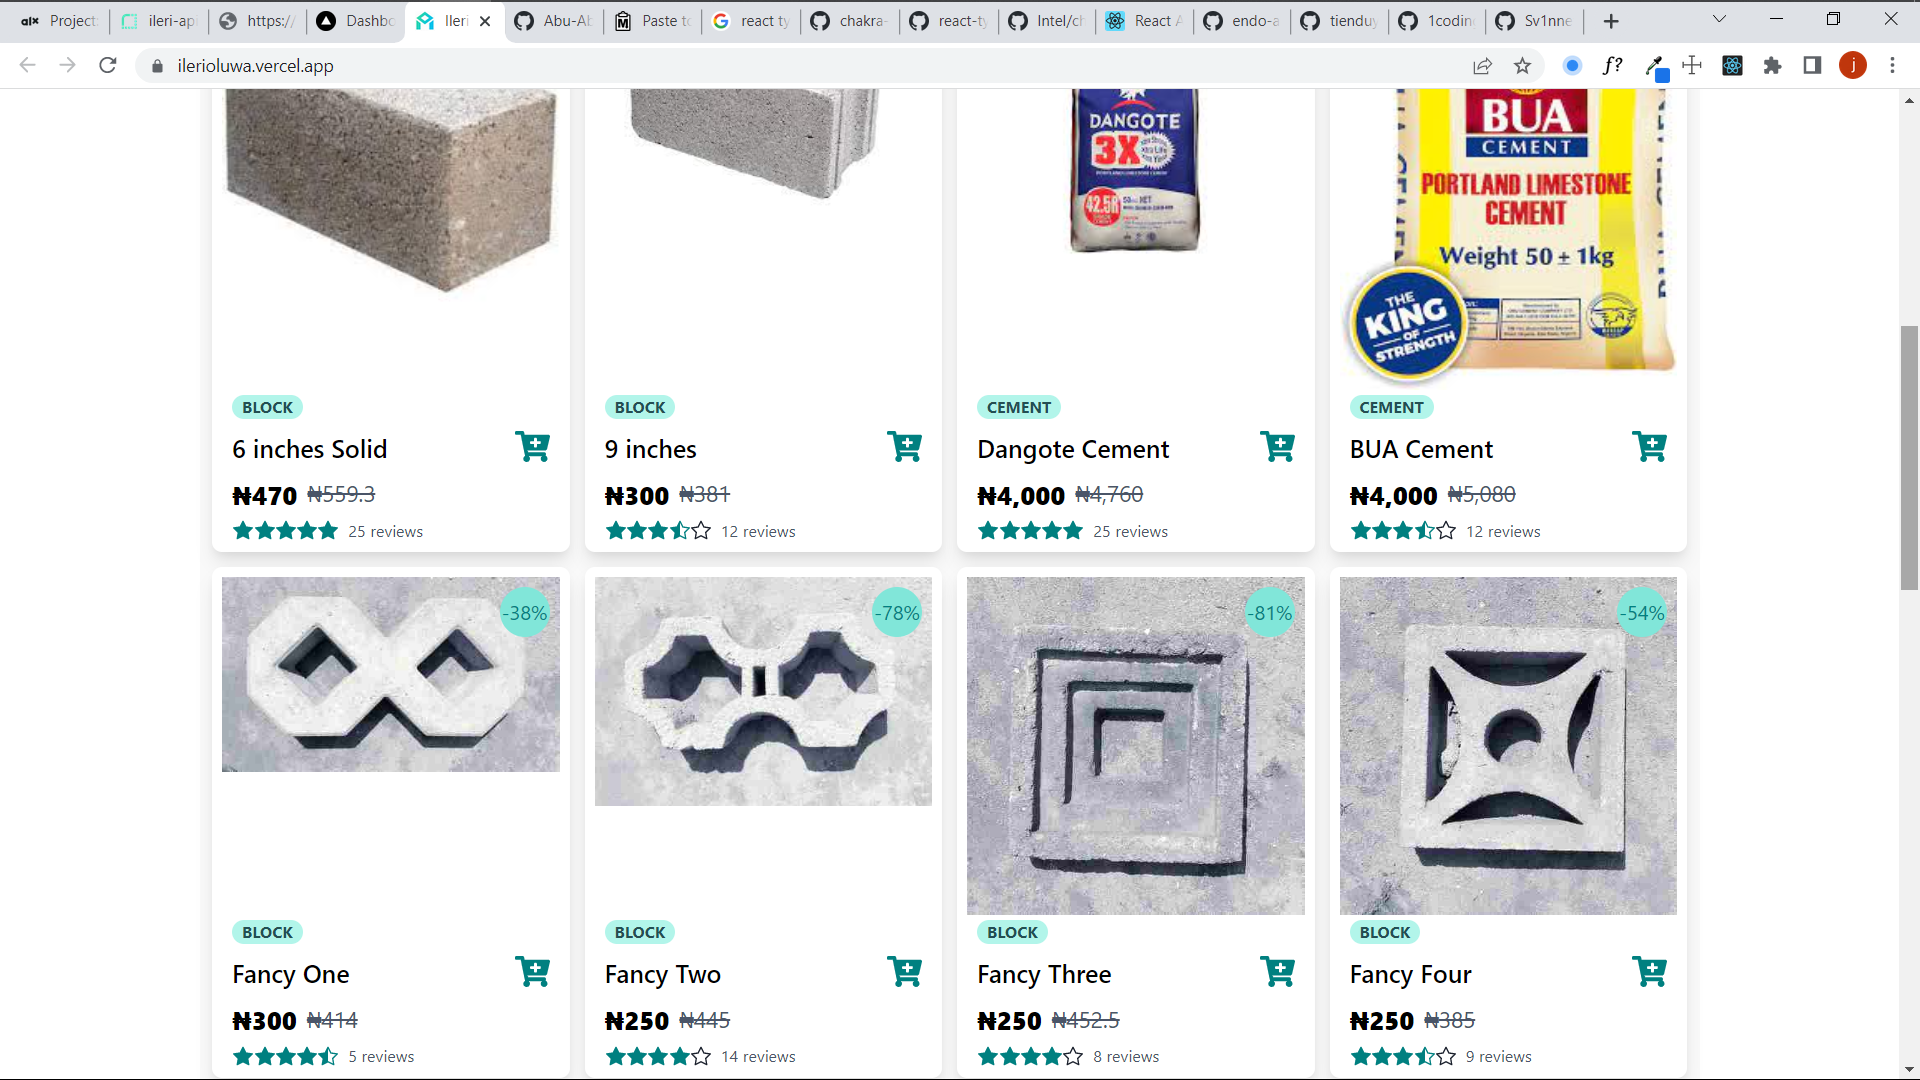 Project
ileri-api
https:/
Dashbo
Ileri
Abu-Ab
Paste to
react ty
chakra-
react-ty
Intel/ch
React A
endo-a
tiendu
1codin
Sv1nne
ilerioluwa.vercel.app
f?
j
DANGOTE
3X
42.5R
BUA
CEMENT
PORTLAND LIMESTONE
CEMENT
Weight 50 ± 1kg
THE
KING
OF
STRENGTH
BLOCK
6 inches Solid
₦470 ₦559.3
25 reviews
BLOCK
9 inches
₦300 ₦381
12 reviews
CEMENT
Dangote Cement
₦4,000 ₦4,760
25 reviews
CEMENT
BUA Cement
₦4,000 ₦5,080
12 reviews
-38%
BLOCK
Fancy One
₦300 ₦414
5 reviews
-78%
BLOCK
Fancy Two
₦250 ₦445
14 reviews
-81%
BLOCK
Fancy Three
₦250 ₦452.5
8 reviews
-54%
BLOCK
Fancy Four
₦250 ₦385
9 reviews